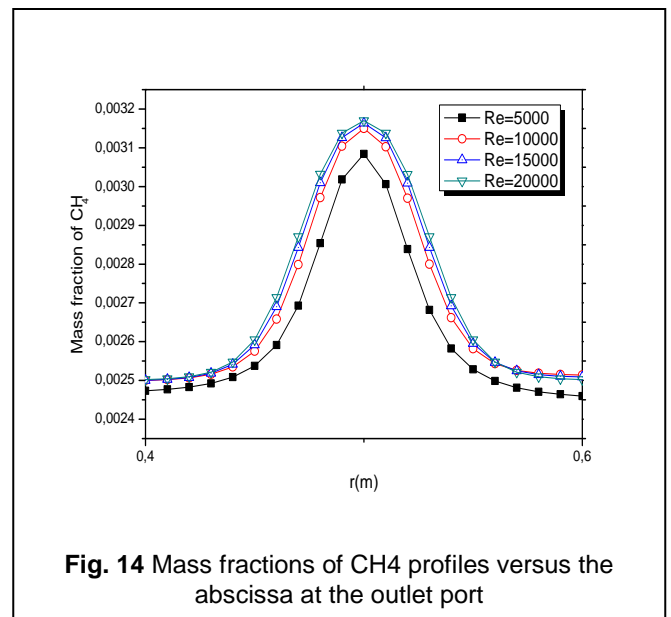 0,0032
0,0031
0,0030
0,0029
0,0028
0,0027
0,0026
0,0025
0,0024
Mass fraction of CH4
Re=5000
Re=10000
Re=15000
Re=20000
0,4
0,6
r(m)
Fig. 14 Mass fractions of CH4 profiles versus the
abscissa at the outlet port